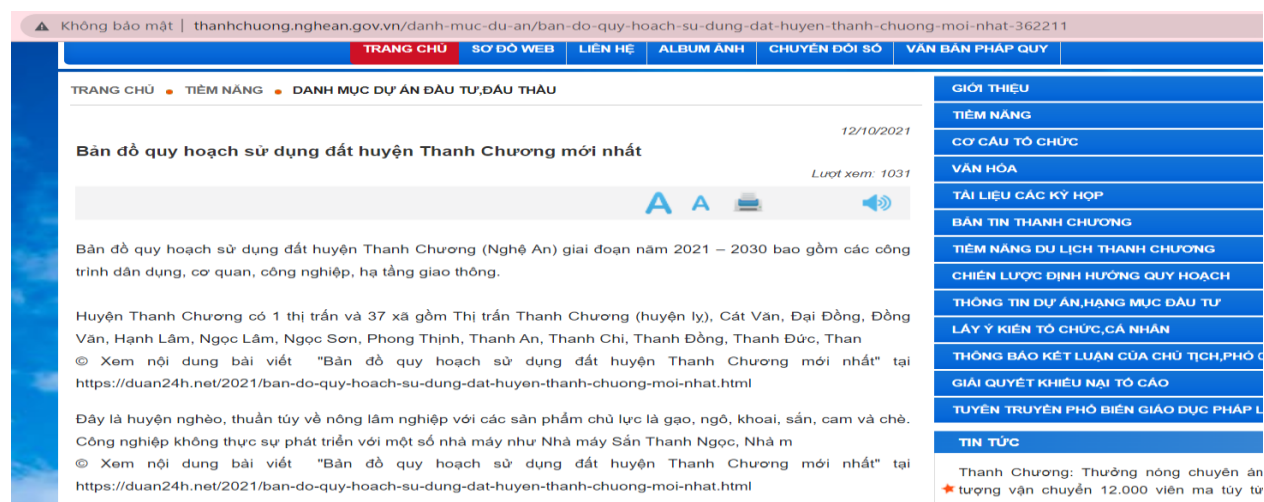 Không bảo mật | thanhchuong.nghean.gov.vn/danh-muc-du-an/ban-do-quy-hoach-su-dung-dat-huyen-thanh-chuong-moi-nhat-362211
TRANG CHỦ SƠ ĐỒ WEB LIÊN HỆ ALBUM ẢNH CHUYỂN ĐỔI SỐ VĂN BẢN PHÁP QUY
TRANG CHỦ • TIỀM NĂNG • DANH MỤC DỰ ÁN ĐẦU TƯ,ĐẤU THẦU
12/10/2021
Bản đồ quy hoạch sử dụng đất huyện Thanh Chương mới nhất
Lượt xem: 1031
A A
Bản đồ quy hoạch sử dụng đất huyện Thanh Chương (Nghệ An) giai đoạn năm 2021 – 2030 bao gồm các công
trình dân dụng, cơ quan, công nghiệp, hạ tầng giao thông.
Huyện Thanh Chương có 1 thị trấn và 37 xã gồm Thị trấn Thanh Chương (huyện lỵ), Cát Văn, Đại Đồng, Đồng
Văn, Hạnh Lâm, Ngọc Lâm, Ngọc Sơn, Phong Thịnh, Thanh An, Thanh Chi, Thanh Đồng, Thanh Đức, Than
© Xem nội dung bài viết "Bản đồ quy hoạch sử dụng đất huyện Thanh Chương mới nhất" tại
https://duan24h.net/2021/ban-do-quy-hoach-su-dung-dat-huyen-thanh-chuong-moi-nhat.html
Đây là huyện nghèo, thuần túy về nông lâm nghiệp với các sản phẩm chủ lực là gạo, ngô, khoai, sắn, cam và chè.
Công nghiệp không thực sự phát triển với một số nhà máy như Nhà máy Sắn Thanh Ngọc, Nhà m
© Xem nội dung bài viết "Bản đồ quy hoạch sử dụng đất huyện Thanh Chương mới nhất" tại
https://duan24h.net/2021/ban-do-quy-hoach-su-dung-dat-huyen-thanh-chuong-moi-nhat.html
GIỚI THIỆU
TIỀM NĂNG
CƠ CẤU TỔ CHỨC
VĂN HÓA
TÀI LIỆU CÁC KỲ HỌP
BẢN TIN THANH CHƯƠNG
TIỀM NĂNG DU LỊCH THANH CHƯƠNG
CHIẾN LƯỢC ĐỊNH HƯỚNG QUY HOẠCH
THÔNG TIN DỰ ÁN,HẠNG MỤC ĐẦU TƯ
LẤY Ý KIẾN TỔ CHỨC,CÁ NHÂN
THÔNG BÁO KẾT LUẬN CỦA CHỦ TỊCH,PHÓ
GIẢI QUYẾT KHIẾU NẠI TỐ CÁO
TUYÊN TRUYỀN PHỔ BIẾN GIÁO DỤC PHÁP
TIN TỨC
Thanh Chương: Thưởng nóng chuyên án
tượng vận chuyển 12.000 viên ma túy từ